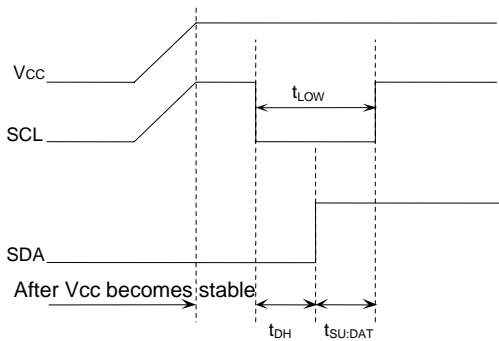 Vcc
tLOW
SCL
SDA
After Vcc becomes stable
tDH
tSU:DAT